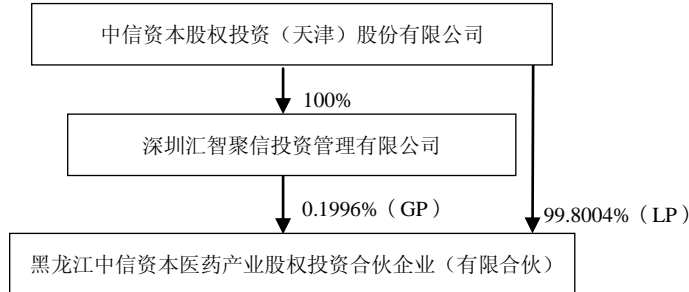 中信资本股权投资（天津）股份有限公司
100%
深圳汇智聚信投资管理有限公司
0.1996%（GP）
99.8004%（LP）
黑龙江中信资本医药产业股权投资合伙企业（有限合伙）